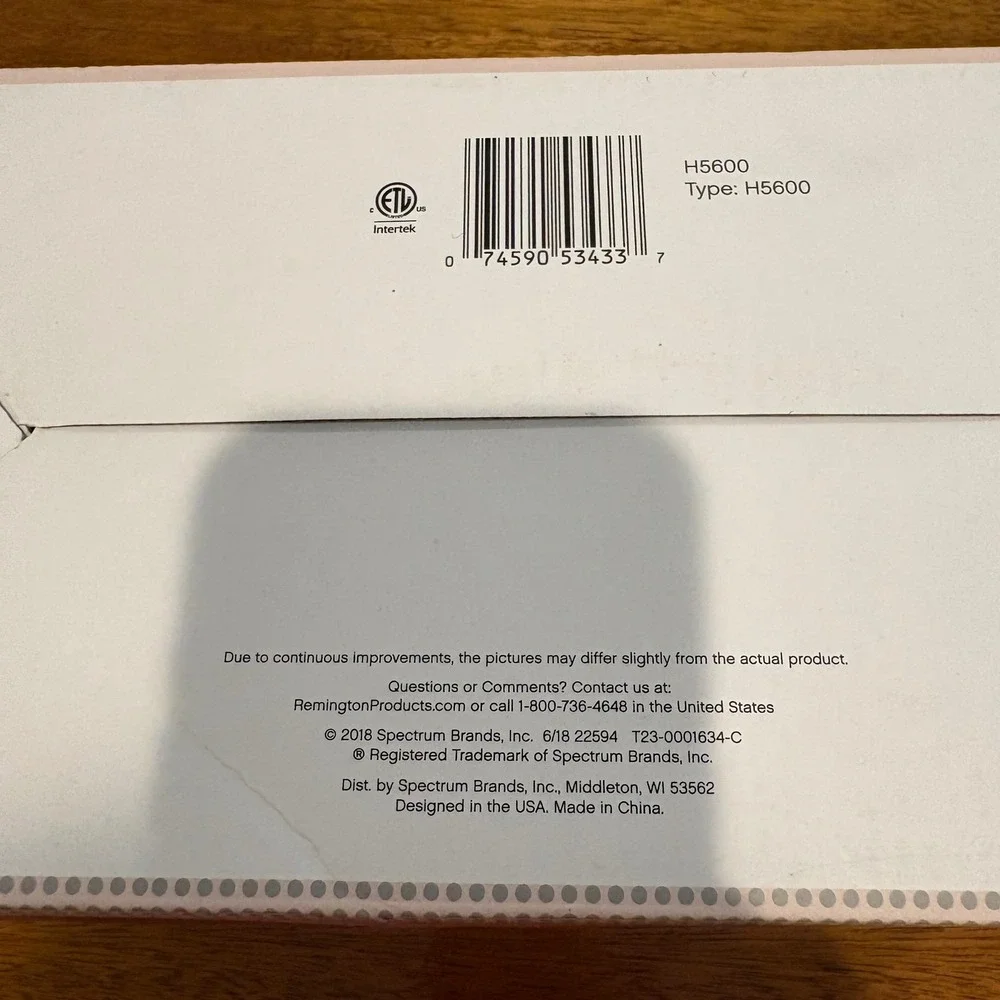 H5600
Type: H5600
c ETL us
Intertek
0 74590 53433 7
Due to continuous improvements, the pictures may differ slightly from the actual product.
Questions or Comments? Contact us at:
RemingtonProducts.com or call 1-800-736-4648 in the United States
© 2018 Spectrum Brands, Inc. 6/18 22594 T23-0001634-C
® Registered Trademark of Spectrum Brands, Inc.
Dist. by Spectrum Brands, Inc., Middleton, WI 53562
Designed in the USA. Made in China.